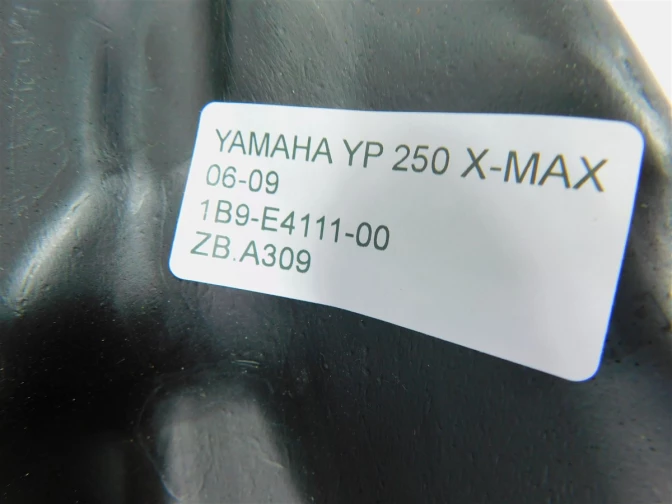 YAMAHA YP 250 X-MAX
06-09
1B9-E4111-00
ZB.A309